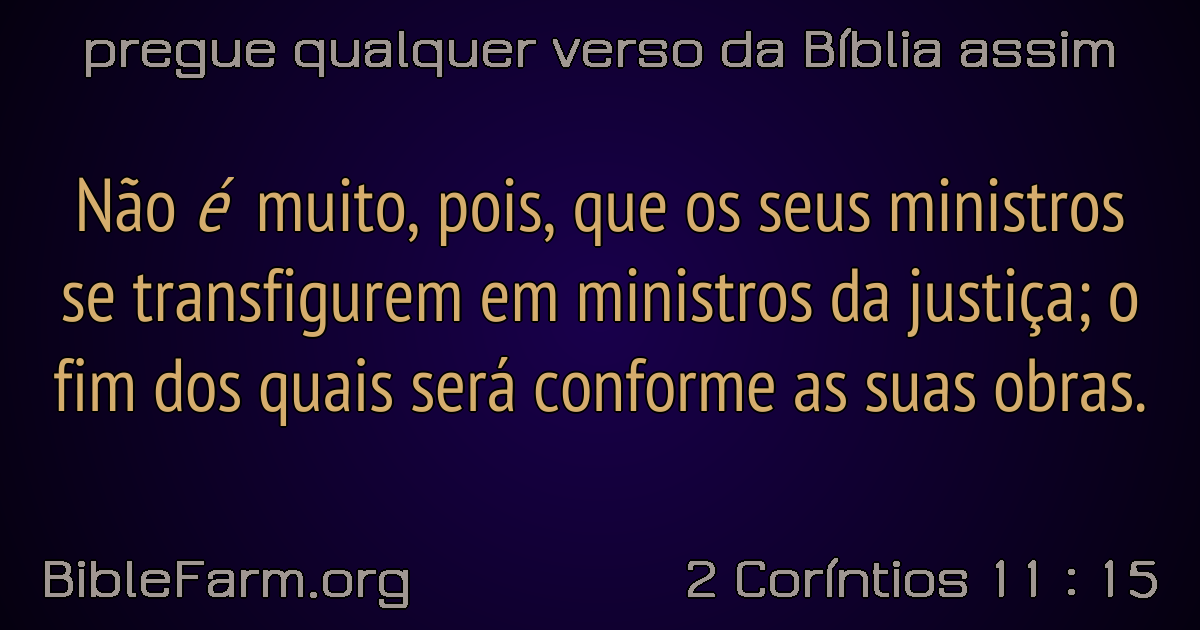 pregue qualquer verso da Bíblia assim
Não é muito, pois, que os seus ministros
se transfigurem em ministros da justiça; o
fim dos quais será conforme as suas obras.
BibleFarm.org
2 Coríntios 11 : 15